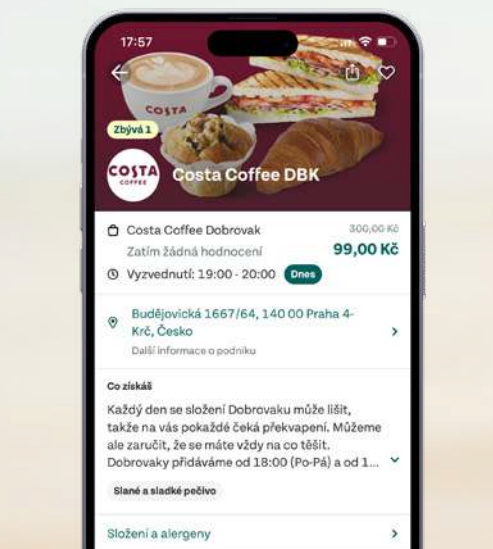 17:57
COSTA
Zbývá 1
COSTA
COFFEE
Costa Coffee DBK
Costa Coffee Dobrovak
300,00 Kč
Zatím žádná hodnocení
99,00 Kč
Vyzvednutí: 19:00 - 20:00
Dnes
Budějovická 1667/64, 140 00 Praha 4-
Krč, Česko
Další informace o podniku
Co získáš
Každý den se složení Dobrovaku může lišit,
takže na vás pokaždé čeká překvapení. Můžeme
ale zaručit, že se máte vždy na co těšit.
Dobrovaky přidáváme od 18:00 (Po-Pá) a od 1...
Slané a sladké pečivo
Složení a alergeny